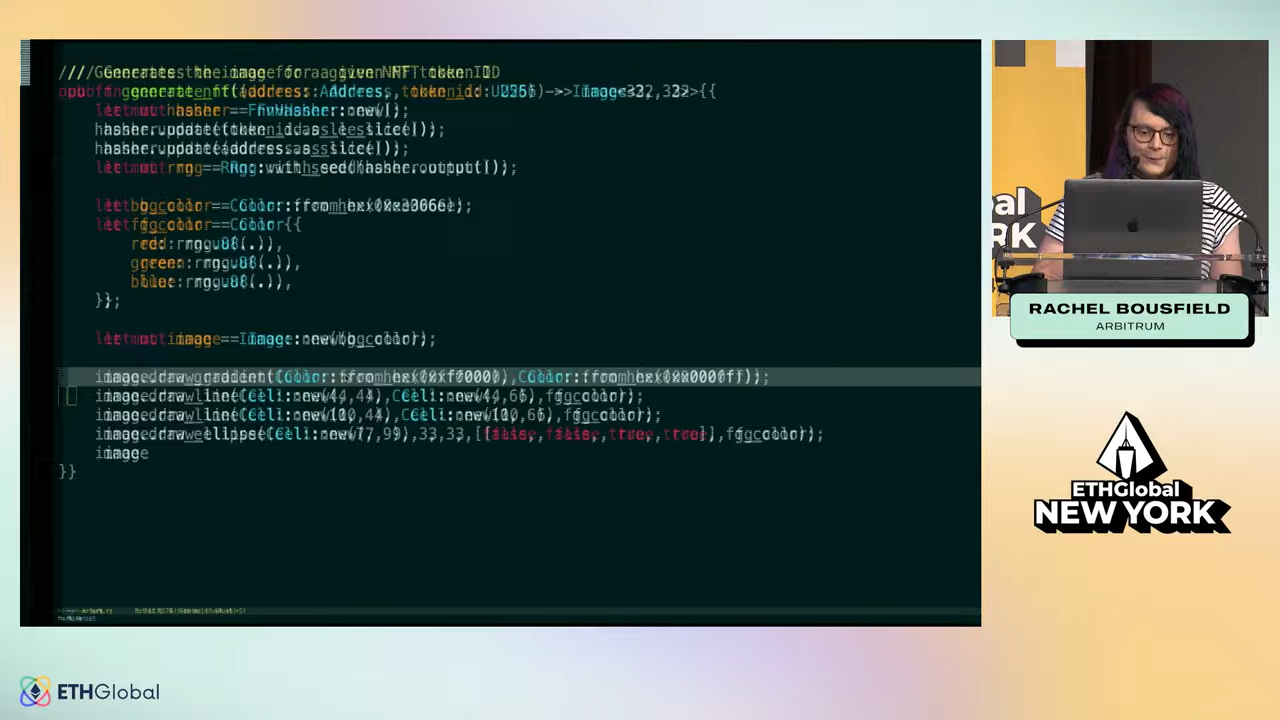 /// Generates the image for a given NFT token ID
pub fn generate_nft(address: Address, token_id: U256) -> Image<32, 32> {
let mut hasher = FnvHasher::new();
hasher.update(token_id.as_le_slice());
hasher.update(address.as_slice());
let mut rng = Rng::with_seed(hasher.output());
let bg_color = Color::from_hex(
let fg_color = Color {
red: rng.u8(..),
green: rng.u8(..),
blue: rng.u8(..),
};
let mut image = Image::new(bg_color);
image.draw_gradient(Color::from_hex(0xff0000), Color::from_hex(
image.draw_line(Cell::new(4, 4), Cell::new(4, 6), fg_color);
image.draw_line(Cell::new(10, 4), Cell::new(10, 6), fg_color);
image.draw_ellipse(Cell::new(7, 9), 3, 3, [false, false, true, true], fg_color);
image
}
al
RK
RACHEL BOUSFIELD
ARBITRUM
ETHGlobal
NEW YORK
ETHGlobal